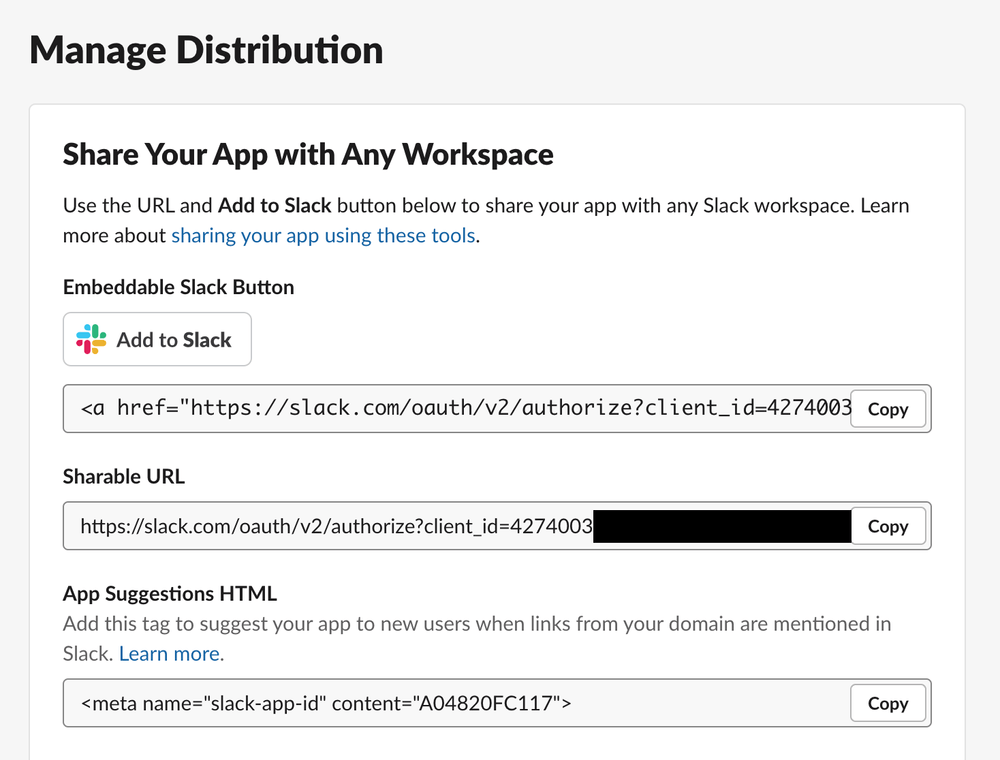 Manage Distribution
Share Your App with Any Workspace
Use the URL and Add to Slack button below to share your app with any Slack workspace. Learn
more about sharing your app using these tools.
Embeddable Slack Button
Add to Slack
<a href="https://slack.com/oauth/v2/authorize?client_id=4274003 Copy
Sharable URL
https://slack.com/oauth/v2/authorize?client_id=4274003 Copy
App Suggestions HTML
Add this tag to suggest your app to new users when links from your domain are mentioned in
Slack. Learn more.
<meta name="slack-app-id" content="A04820FC117"> Copy